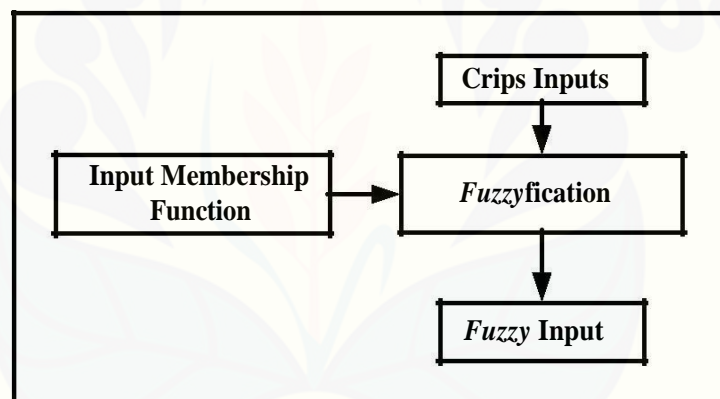 Crips Inputs
Input Membership
Function
Fuzzyfication
Fuzzy Input